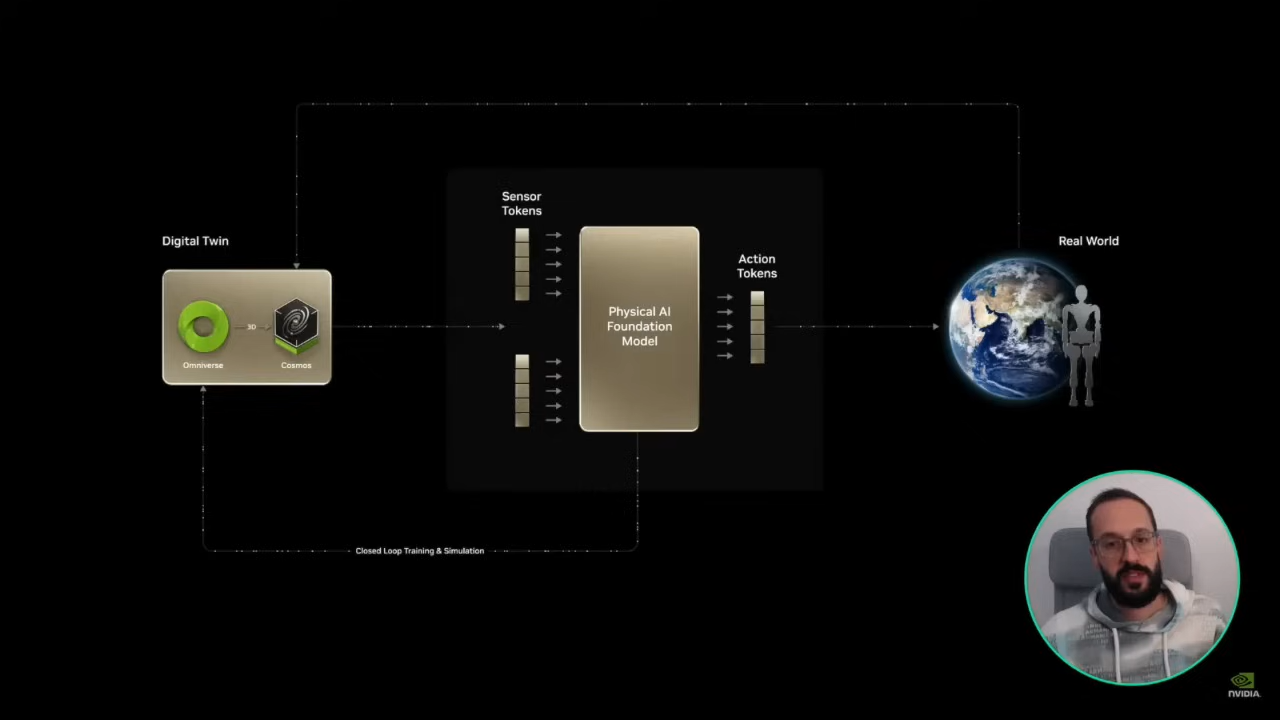 Sensor
Tokens
Digital Twin
Real World
Action
Tokens
Physical AI
Foundation
Model
3D
Omniverse
Cosmos
Closed Loop Training & Simulation
NVIDIA